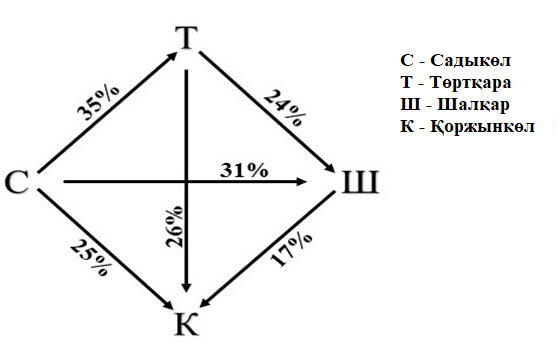 Т
35%
24%
С
31%
Ш
25%
26%
17%
К
С - Садыкөл
Т - Төртқара
Ш - Шалқар
К - Қоржынкөл